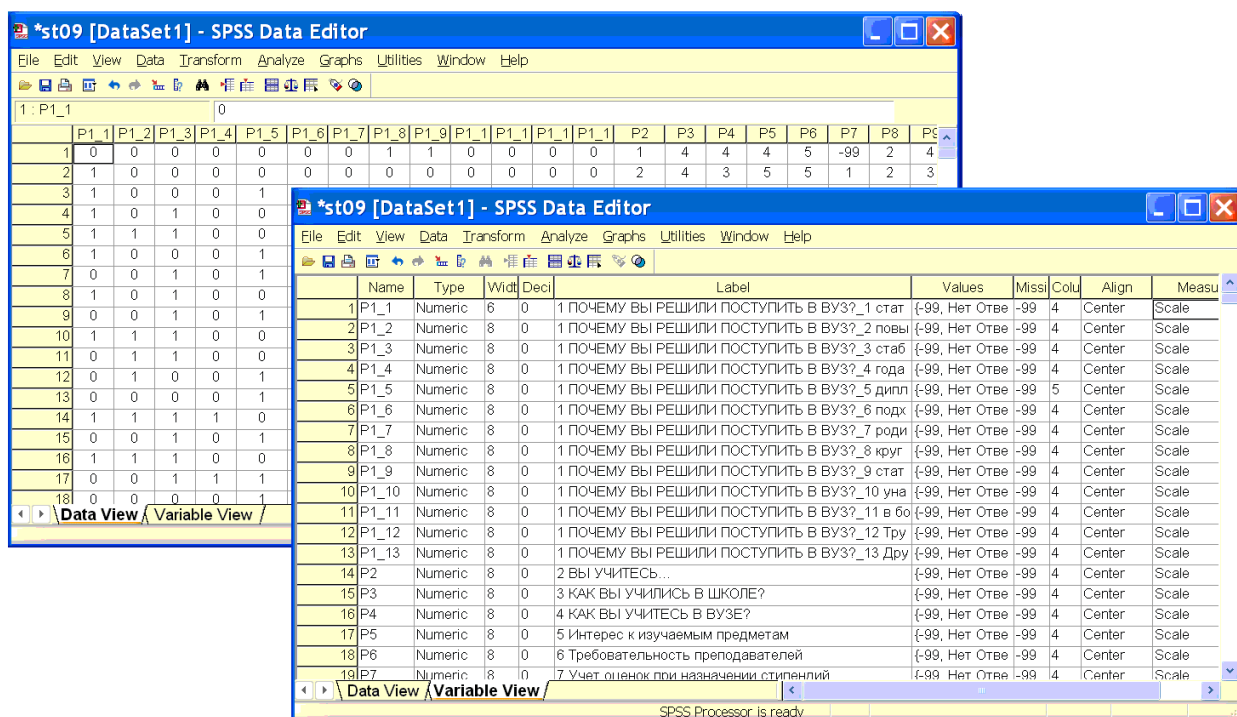 *st09 [DataSet1] - SPSS Data Editor
File Edit View Data Transform Analyze Graphs Utilities Window Help
1 : P1_1 0
P1_1 P1_2 P1_3 P1_4 P1_5 P1_6 P1_7 P1_8 P1_9 P1_1 P1_1 P1_1 P1_1 P2 P3 P4 P5 P6 P7 P8 P9
1 0 0 0 0 0 0 0 1 1 0 0 0 0 1 4 4 4 5 -99 2 4
2 1 0 0 0 0 0 0 0 0 0 0 0 0 2 4 3 5 5 1 2 3
3 1 0 0 0 1
4 1 0 1 0 0
5 1 1 1 0 0
6 1 0 0 0 1
7 0 0 1 0 1
8 1 0 1 0 0
9 0 0 1 0 1
10 1 1 1 0 0
11 0 1 1 0 0
12 0 1 0 0 1
13 0 0 0 0 1
14 1 1 1 1 0
15 0 0 1 0 1
16 1 1 1 0 0
17 0 0 1 1 1
18 0 0 0 0 1
Data View Variable View
*st09 [DataSet1] - SPSS Data Editor
File Edit View Data Transform Analyze Graphs Utilities Window Help
Name Type Widt Deci Label Values Missi Colu Align Measu
1 P1_1 Numeric 6 0 1 ПОЧЕМУ ВЫ РЕШИЛИ ПОСТУПИТЬ В ВУЗ?_1 стат {-99, Нет Отве -99 4 Center Scale
2 P1_2 Numeric 8 0 1 ПОЧЕМУ ВЫ РЕШИЛИ ПОСТУПИТЬ В ВУЗ?_2 повы {-99, Нет Отве -99 4 Center Scale
3 P1_3 Numeric 8 0 1 ПОЧЕМУ ВЫ РЕШИЛИ ПОСТУПИТЬ В ВУЗ?_3 стаб {-99, Нет Отве -99 4 Center Scale
4 P1_4 Numeric 8 0 1 ПОЧЕМУ ВЫ РЕШИЛИ ПОСТУПИТЬ В ВУЗ?_4 года {-99, Нет Отве -99 4 Center Scale
5 P1_5 Numeric 8 0 1 ПОЧЕМУ ВЫ РЕШИЛИ ПОСТУПИТЬ В ВУЗ?_5 дипл {-99, Нет Отве -99 5 Center Scale
6 P1_6 Numeric 8 0 1 ПОЧЕМУ ВЫ РЕШИЛИ ПОСТУПИТЬ В ВУЗ?_6 подх {-99, Нет Отве -99 4 Center Scale
7 P1_7 Numeric 8 0 1 ПОЧЕМУ ВЫ РЕШИЛИ ПОСТУПИТЬ В ВУЗ?_7 роди {-99, Нет Отве -99 4 Center Scale
8 P1_8 Numeric 8 0 1 ПОЧЕМУ ВЫ РЕШИЛИ ПОСТУПИТЬ В ВУЗ?_8 круг {-99, Нет Отве -99 4 Center Scale
9 P1_9 Numeric 8 0 1 ПОЧЕМУ ВЫ РЕШИЛИ ПОСТУПИТЬ В ВУЗ?_9 стат {-99, Нет Отве -99 4 Center Scale
10 P1_10 Numeric 8 0 1 ПОЧЕМУ ВЫ РЕШИЛИ ПОСТУПИТЬ В ВУЗ?_10 уна {-99, Нет Отве -99 4 Center Scale
11 P1_11 Numeric 8 0 1 ПОЧЕМУ ВЫ РЕШИЛИ ПОСТУПИТЬ В ВУЗ?_11 в бо {-99, Нет Отве -99 4 Center Scale
12 P1_12 Numeric 8 0 1 ПОЧЕМУ ВЫ РЕШИЛИ ПОСТУПИТЬ В ВУЗ?_12 Тру {-99, Нет Отве -99 4 Center Scale
13 P1_13 Numeric 8 0 1 ПОЧЕМУ ВЫ РЕШИЛИ ПОСТУПИТЬ В ВУЗ?_13 Дру {-99, Нет Отве -99 4 Center Scale
14 P2 Numeric 8 0 2 ВЫ УЧИТЕСЬ... {-99, Нет Отве -99 4 Center Scale
15 P3 Numeric 8 0 3 КАК ВЫ УЧИЛИСЬ В ШКОЛЕ? {-99, Нет Отве -99 4 Center Scale
16 P4 Numeric 8 0 4 КАК ВЫ УЧИТЕСЬ В ВУЗЕ? {-99, Нет Отве -99 4 Center Scale
17 P5 Numeric 8 0 5 Интерес к изучаемым предметам {-99, Нет Отве -99 4 Center Scale
18 P6 Numeric 8 0 6 Требовательность преподавателей {-99, Нет Отве -99 4 Center Scale
19 P7 Numeric 8 0 7 Учет оценок при назначении стипендий {-99, Нет Отве -99 4 Center Scale
Data View Variable View
SPSS Processor is ready